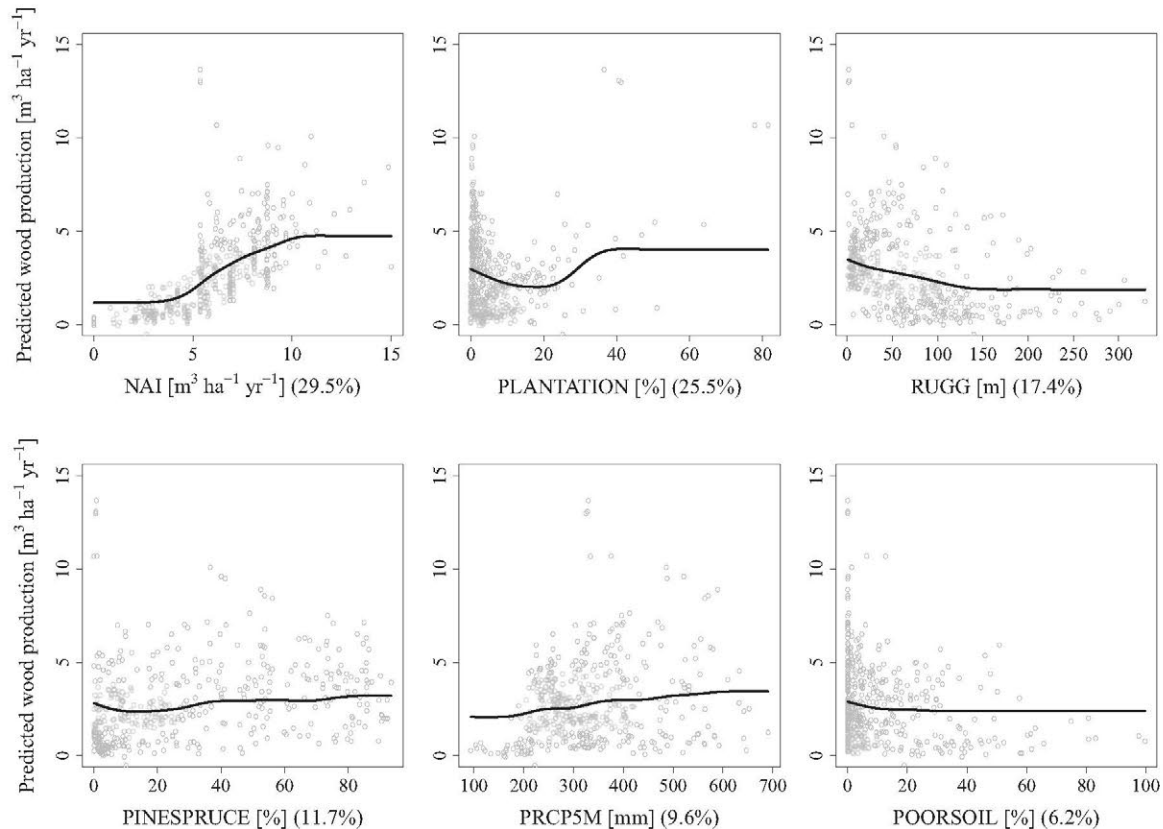 Predicted wood production [m³ ha⁻¹ yr⁻¹]
15
10
5
0
0 5 10 15
NAI [m³ ha⁻¹ yr⁻¹] (29.5%)
15
10
5
0
0 20 40 60 80
PLANTATION [%] (25.5%)
15
10
5
0
0 50 100 150 200 250 300
RUGG [m] (17.4%)
Predicted wood production [m³ ha⁻¹ yr⁻¹]
15
10
5
0
0 20 40 60 80
PINESPRUCE [%] (11.7%)
15
10
5
0
100 200 300 400 500 600 700
PRCP5M [mm] (9.6%)
15
10
5
0
0 20 40 60 80 100
POORSOIL [%] (6.2%)